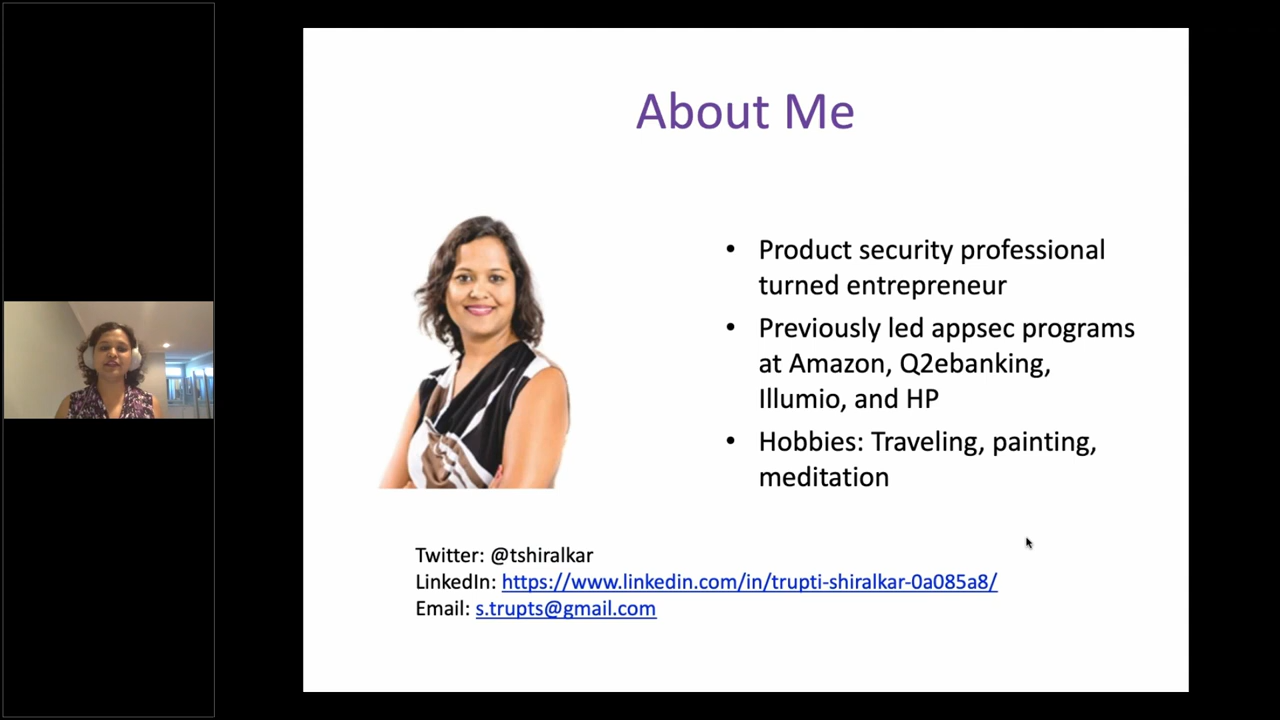 About Me
• Product security professional
turned entrepreneur
• Previously led appsec programs
at Amazon, Q2ebanking,
Illumio, and HP
• Hobbies: Traveling, painting,
meditation
Twitter: @tshiralkar
LinkedIn: https://www.linkedin.com/in/trupti-shiralkar-0a085a8/
Email: s.trupts@gmail.com